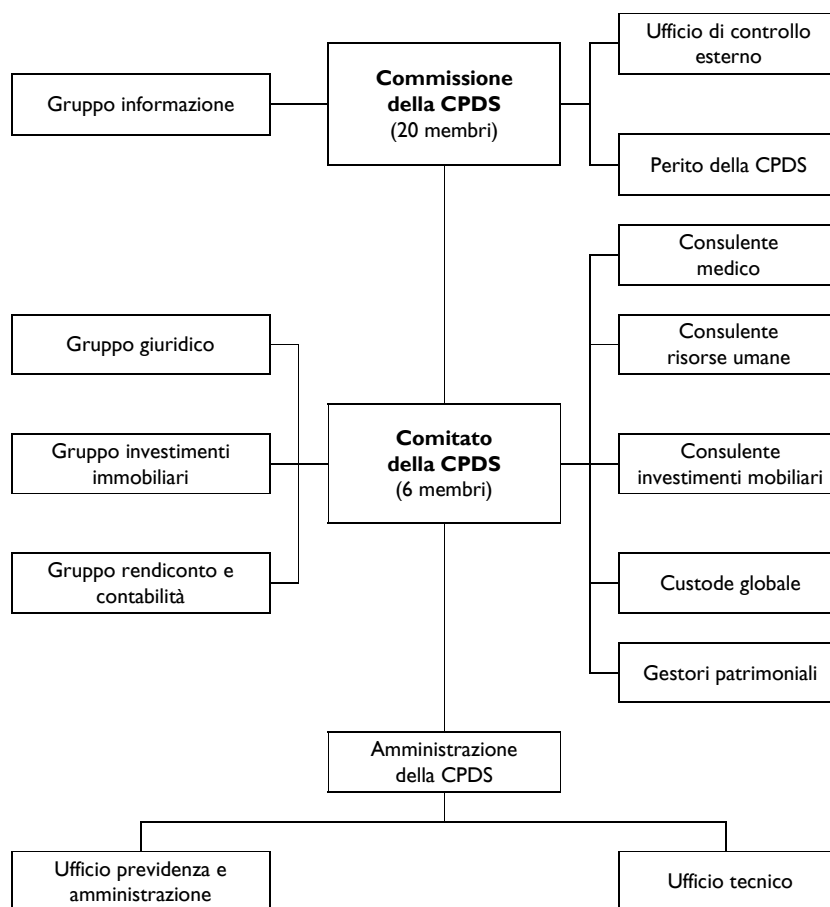 Ufficio di controllo
esterno
Commissione
della CPDS
(20 membri)
Gruppo informazione
Perito della CPDS
Consulente
medico
Gruppo giuridico
Consulente
risorse umane
Comitato
della CPDS
(6 membri)
Gruppo investimenti
immobiliari
Consulente
investimenti mobiliari
Gruppo rendiconto e
contabilità
Custode globale
Gestori patrimoniali
Amministrazione
della CPDS
Ufficio previdenza e
amministrazione
Ufficio tecnico